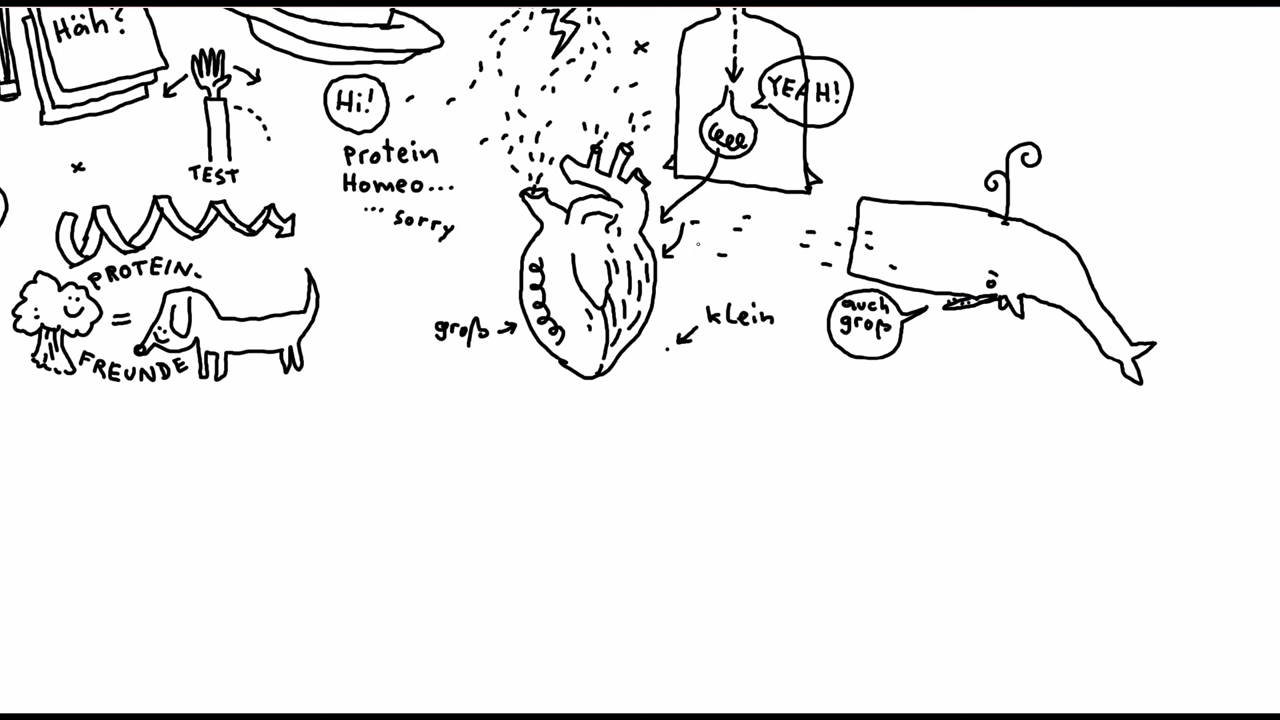 Häh?
Hi!
YEAH!
TEST
Protein
Homeo...
... sorry
PROTEIN-
FREUNDE
=
groß
klein
auch
groß